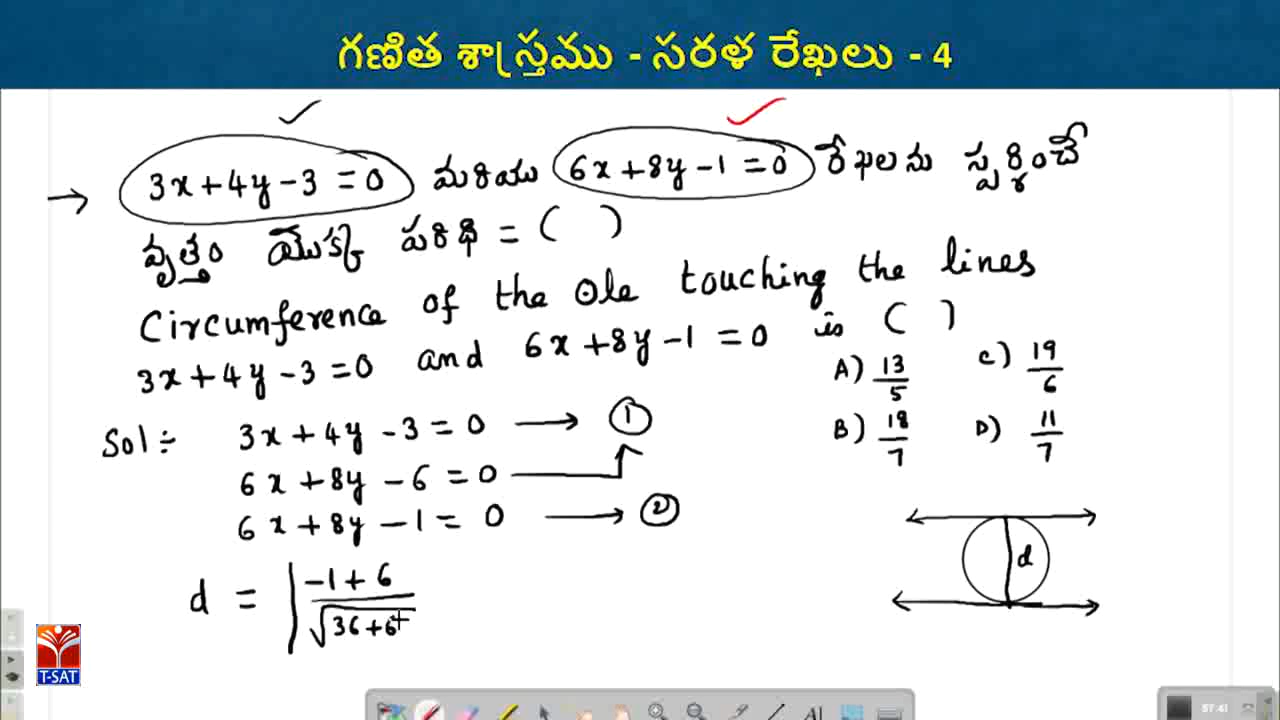 గణిత శాస్త్రము - సరళ రేఖలు - 4
→ 3x + 4y - 3 = 0 మరియు 6x + 8y - 1 = 0 రేఖలను స్పర్శించే
వృత్తం యొక్క పరిధి = ( )
Circumference of the Ole touching the lines
3x + 4y - 3 = 0 and 6x + 8y - 1 = 0 is ( )
A) 13/5 C) 19/6
B) 18/7 D) 11/7
Sol ÷ 3x + 4y - 3 = 0 → ①
6x + 8y - 6 = 0
6x + 8y - 1 = 0 → ②
d
d = | -1 + 6 / √36 + 6
T-SAT
57:41